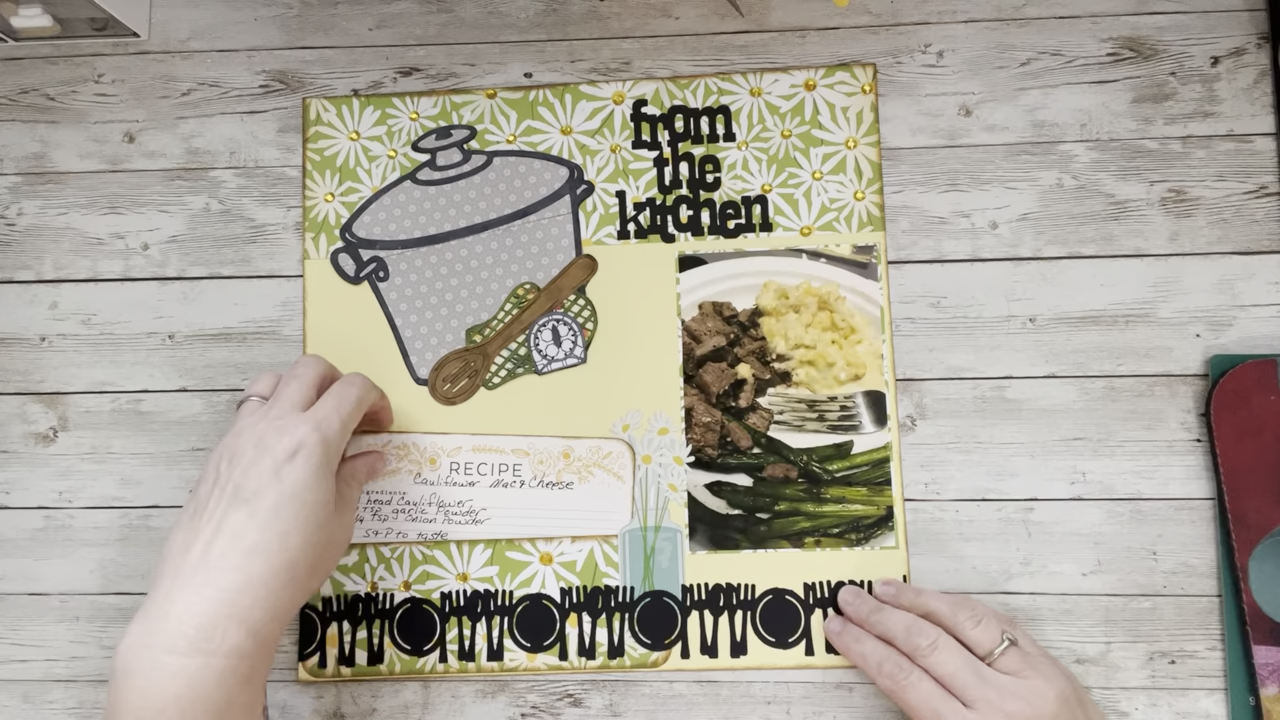 from
the
kitchen
RECIPE
Cauliflower Mac & Cheese
head Cauliflower
TSP garlic Powder
TSP Onion Powder
S+P to taste